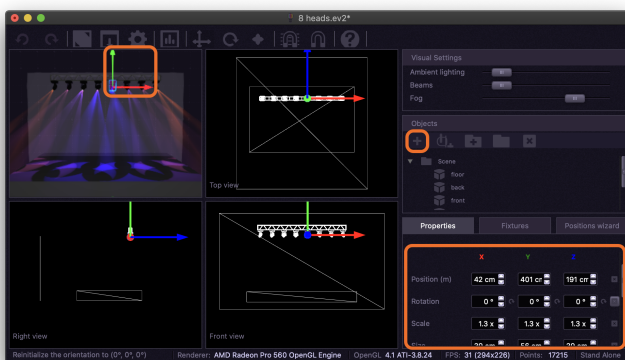 8 heads.ev2*
Visual Settings
Ambient lighting
Beams
Fog
Objects
Scene
floor
back
front
Top view
Properties
Fixtures
Positions wizard
X Y Z
Position (m) 42 cm 401 cm 191 cm
Rotation 0° 0° 0°
Scale 1.3 x 1.3 x 1.3 x
Right view
Front view
Reinitialize the orientation to (0°, 0°, 0°)
Renderer: AMD Radeon Pro 560 OpenGL Engine OpenGL 4.1 ATI-3.8.24 FPS: 31 (294x226) Points: 17215 Stand Alone